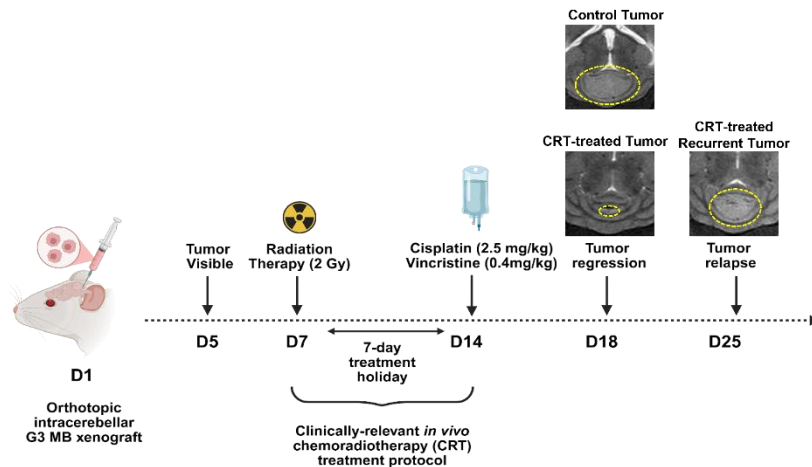 Control Tumor
CRT-treated Tumor
CRT-treated
Recurrent Tumor
Tumor
Visible
Radiation
Therapy (2 Gy)
Cisplatin (2.5 mg/kg)
Vincristine (0.4mg/kg)
Tumor
regression
Tumor
relapse
D1
D5
D7
D14
D18
D25
7-day
treatment
holiday
Orthotopic
intracerebellar
G3 MB xenograft
Clinically-relevant in vivo
chemoradiotherapy (CRT)
treatment protocol